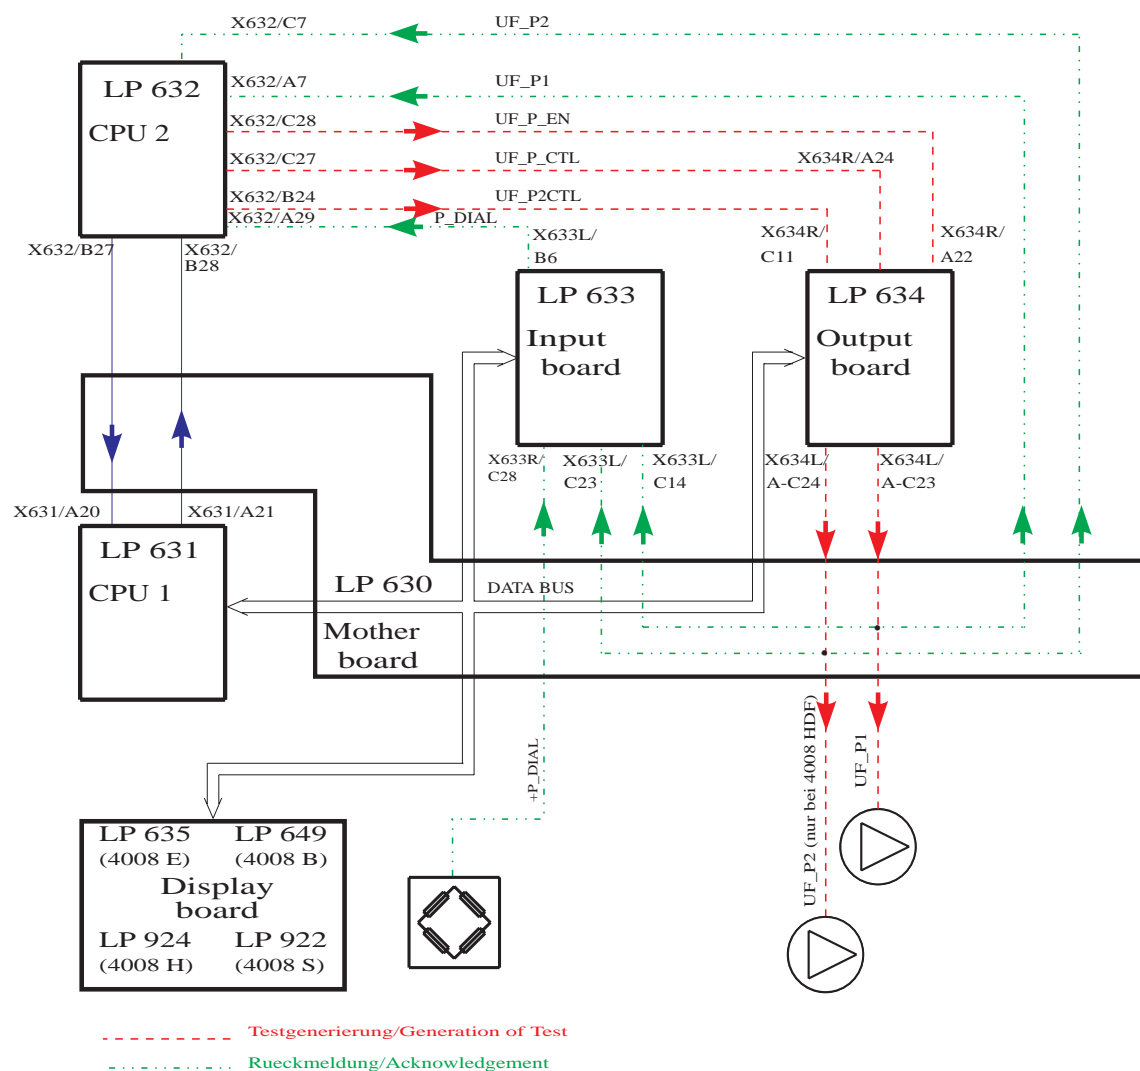 X632/C7
UF_P2
LP 632
CPU 2
X632/A7
UF_P1
X632/C28
UF_P_EN
X632/C27
UF_P_CTL
X634R/A24
X632/B24
UF_P2CTL
X632/A29
P_DIAL
X632/B27
X632/
B28
X633L/
B6
X634R/
C11
X634R/
A22
LP 633
Input
board
LP 634
Output
board
X633R/
C28
X633L/
C23
X633L/
C14
X634L/
A-C24
X634L/
A-C23
X631/A20
X631/A21
LP 631
CPU 1
LP 630
DATA BUS
Mother
board
+P_DIAL
UF_P2 (nur bei 4008 HDF)
UF_P1
LP 635
(4008 E)
LP 649
(4008 B)
Display
board
LP 924
(4008 H)
LP 922
(4008 S)
Testgenerierung/Generation of Test
Rueckmeldung/Acknowledgement